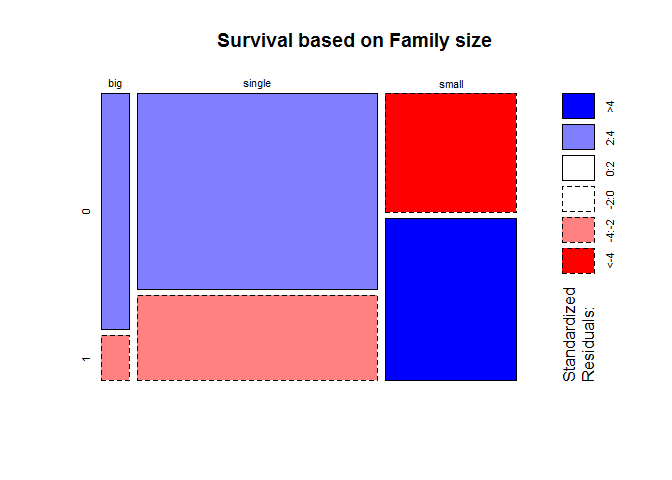 Survival based on Family size
big single small
0
1
>4
2:4
0:2
-2:0
-4:-2
<-4
Standardized
Residuals: